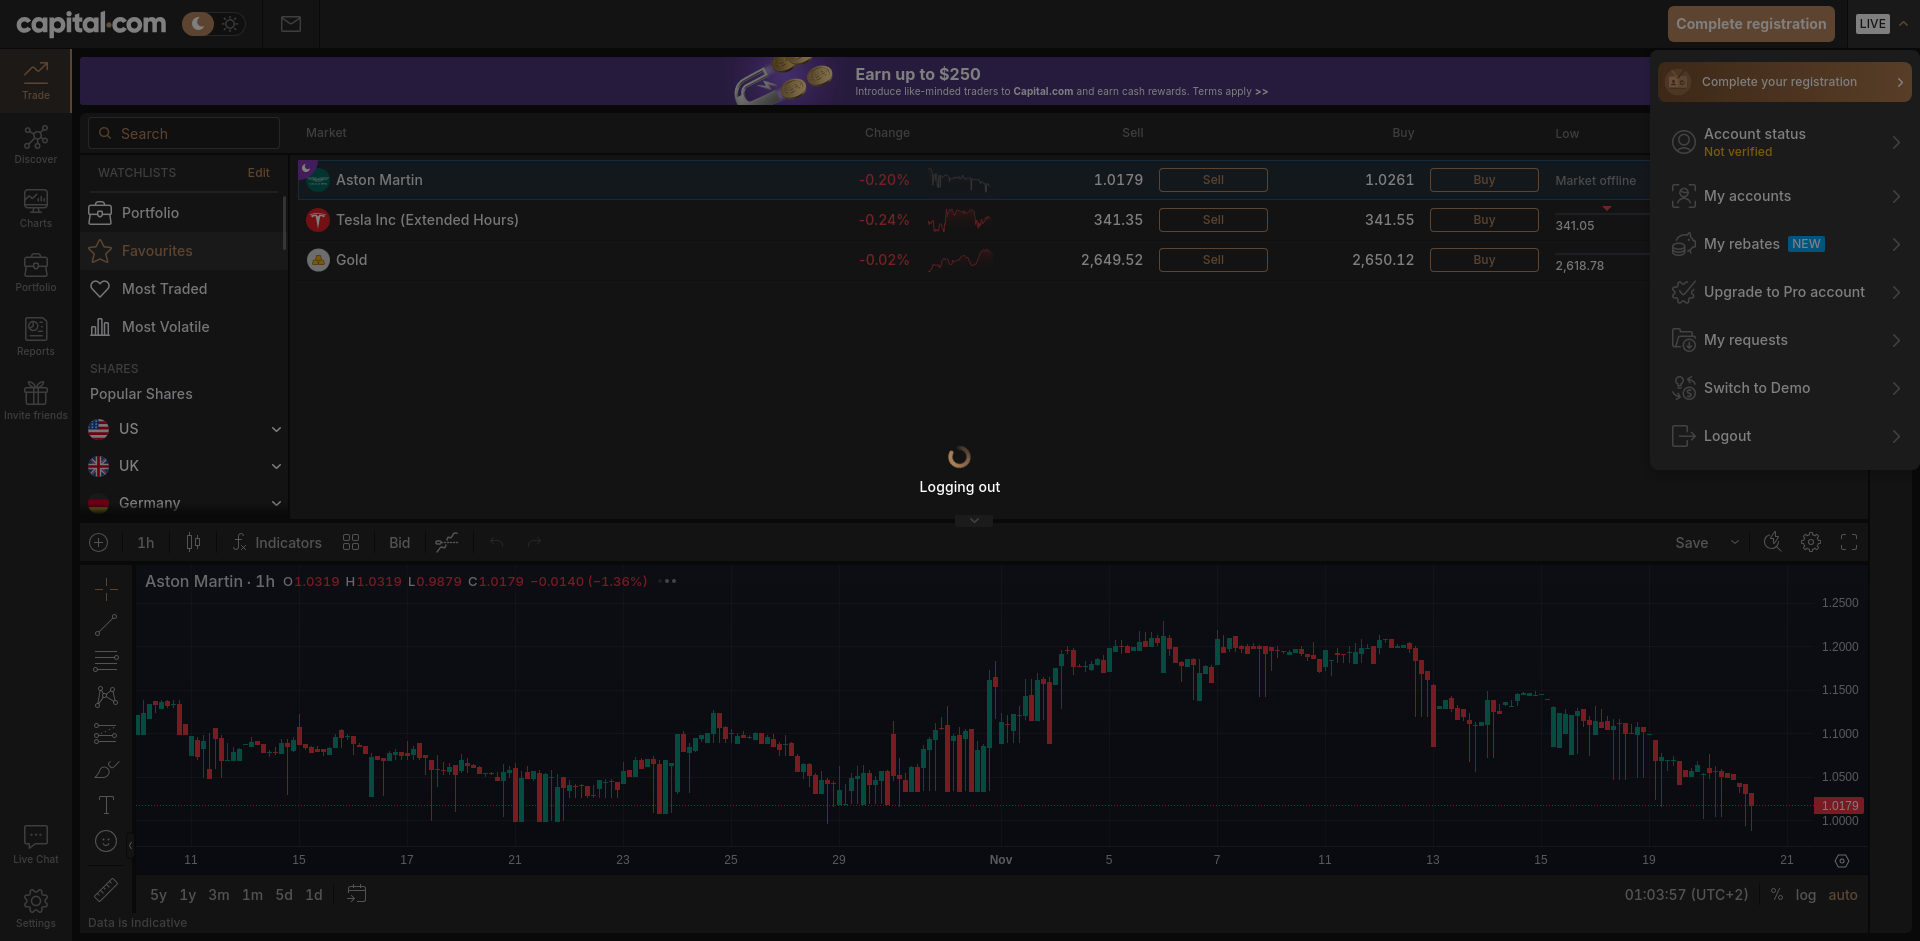 capital.com
Complete registration
LIVE
Trade
Discover
Charts
Portfolio
Reports
Invite friends
Live Chat
Settings
Earn up to $250
Introduce like-minded traders to Capital.com and earn cash rewards. Terms apply >>
Complete your registration
Account status
Not verified
My accounts
My rebates NEW
Upgrade to Pro account
My requests
Switch to Demo
Logout
Search
WATCHLISTS Edit
Portfolio
Favourites
Most Traded
Most Volatile
SHARES
Popular Shares
US
UK
Germany
Market Change Sell Buy Low
Aston Martin -0.20% 1.0179 Sell 1.0261 Buy Market offline
Tesla Inc (Extended Hours) -0.24% 341.35 Sell 341.55 Buy 341.05
Gold -0.02% 2,649.52 Sell 2,650.12 Buy 2,618.78
Logging out
1h Indicators Bid Save
Aston Martin · 1h O1.0319 H1.0319 L0.9879 C1.0179 −0.0140 (−1.36%)
1.2500
1.2000
1.1500
1.1000
1.0500
1.0179
1.0000
11 15 17 21 23 25 29 Nov 5 7 11 13 15 19 21
5y 1y 3m 1m 5d 1d 01:03:57 (UTC+2) % log auto
Data is indicative